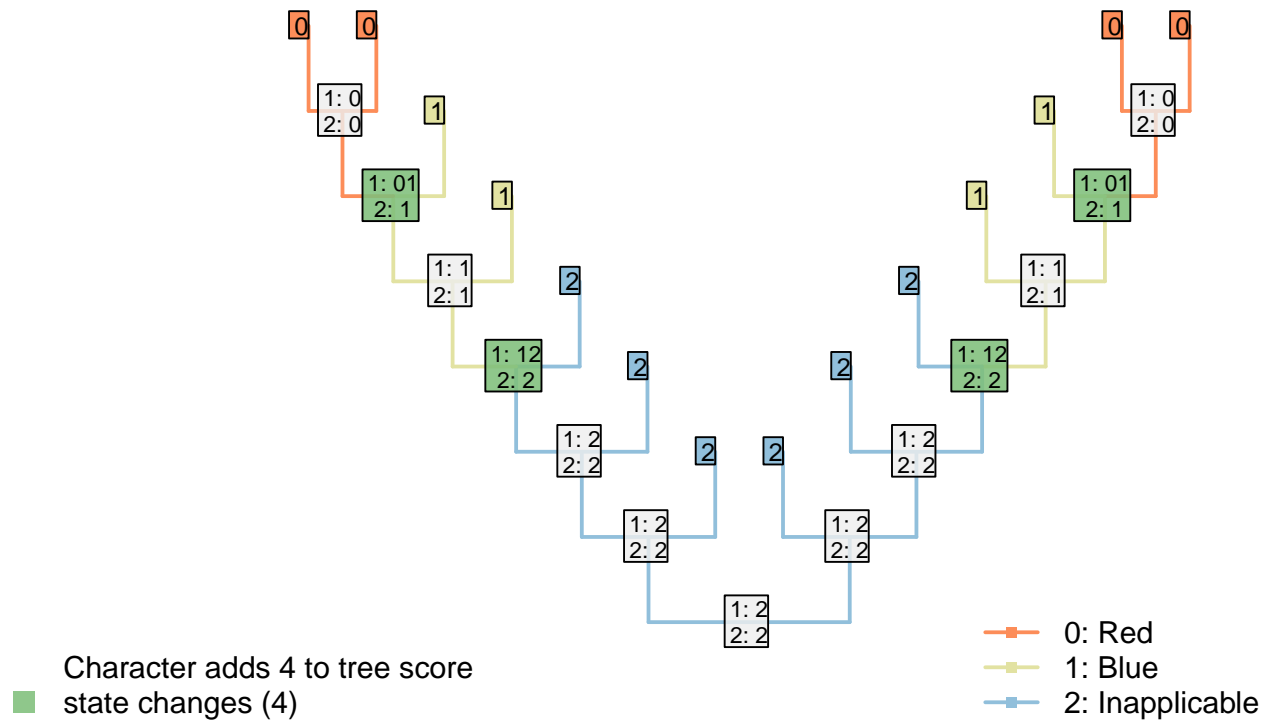 0 0 0 0
1: 0 1: 0
2: 0 2: 0
1 1
1: 01 1: 01
2: 1 2: 1
1 1
1: 1 1: 1
2: 1 2: 1
2 2
1: 12 1: 12
2: 2 2: 2
2 2
1: 2 1: 2
2: 2 2: 2
2 2
1: 2 1: 2
2: 2 2: 2
1: 2
2: 2
Character adds 4 to tree score
state changes (4)
0: Red
1: Blue
2: Inapplicable